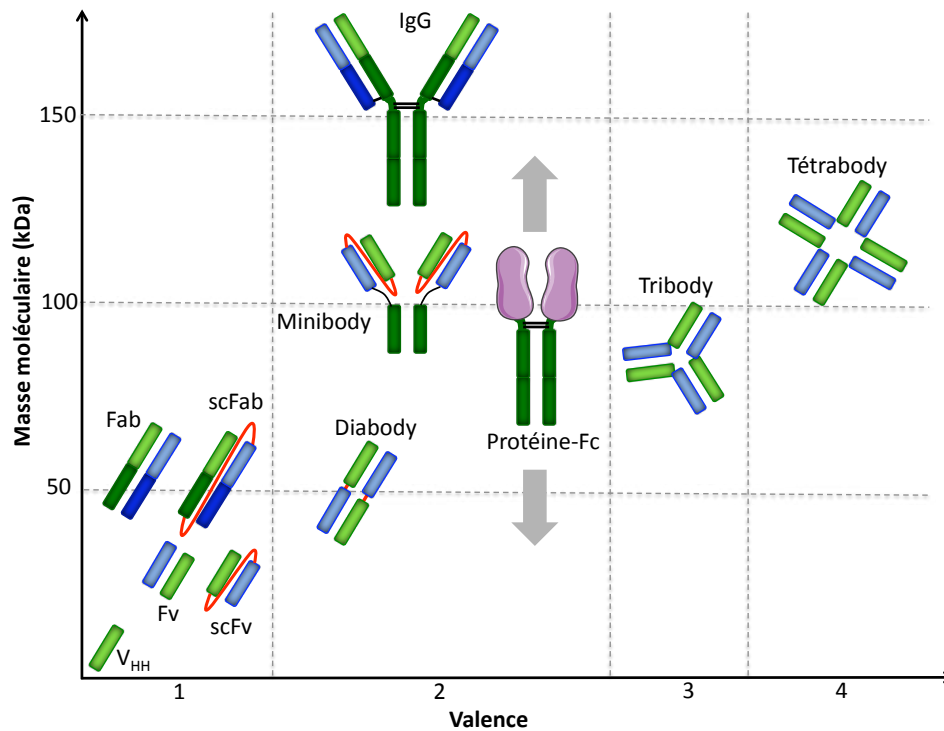 IgG
150
Tétrabody
Masse moléculaire (kDa)
100
Tribody
Minibody
scFab
Fab
Diabody
Protéine-Fc
50
Fv
scFv
VHH
1
2
3
4
Valence